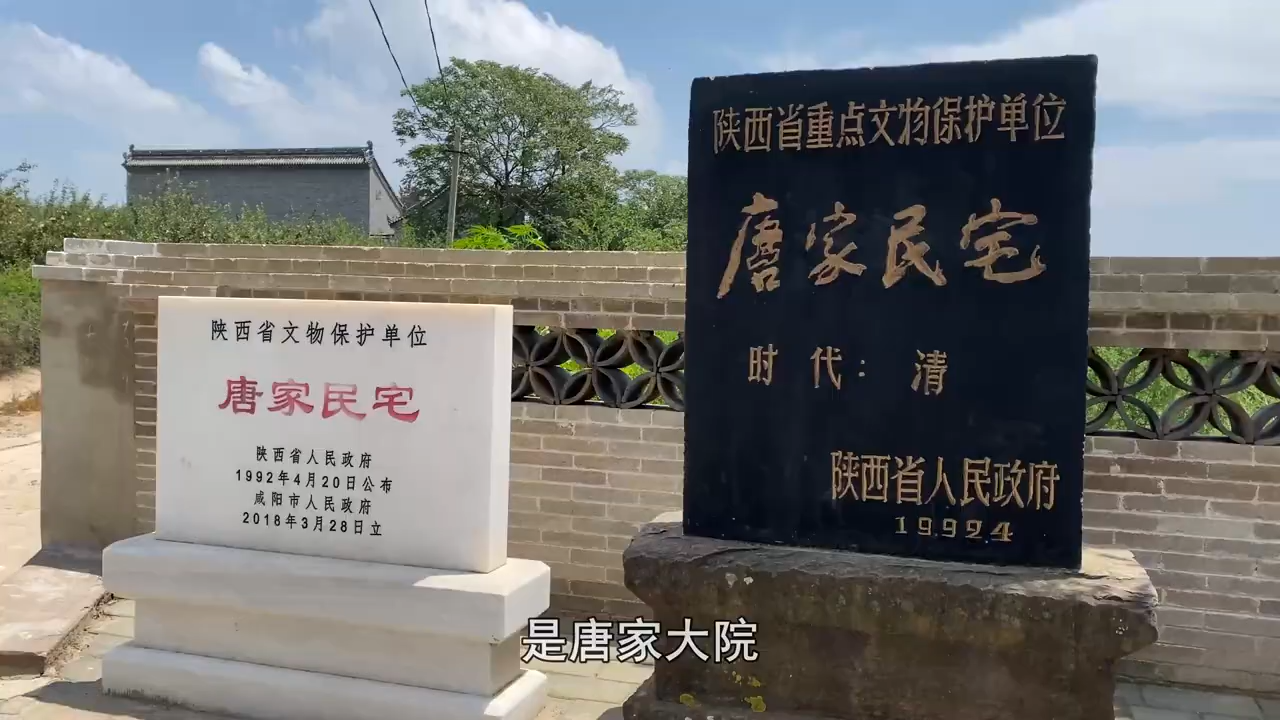 陕西省文物保护单位
唐家民宅
陕西省人民政府
1992年4月20日公布
咸阳市人民政府
2018年3月28日立
陕西省重点文物保护单位
唐家民宅
时代：清
陕西省人民政府
1992.4
是唐家大院